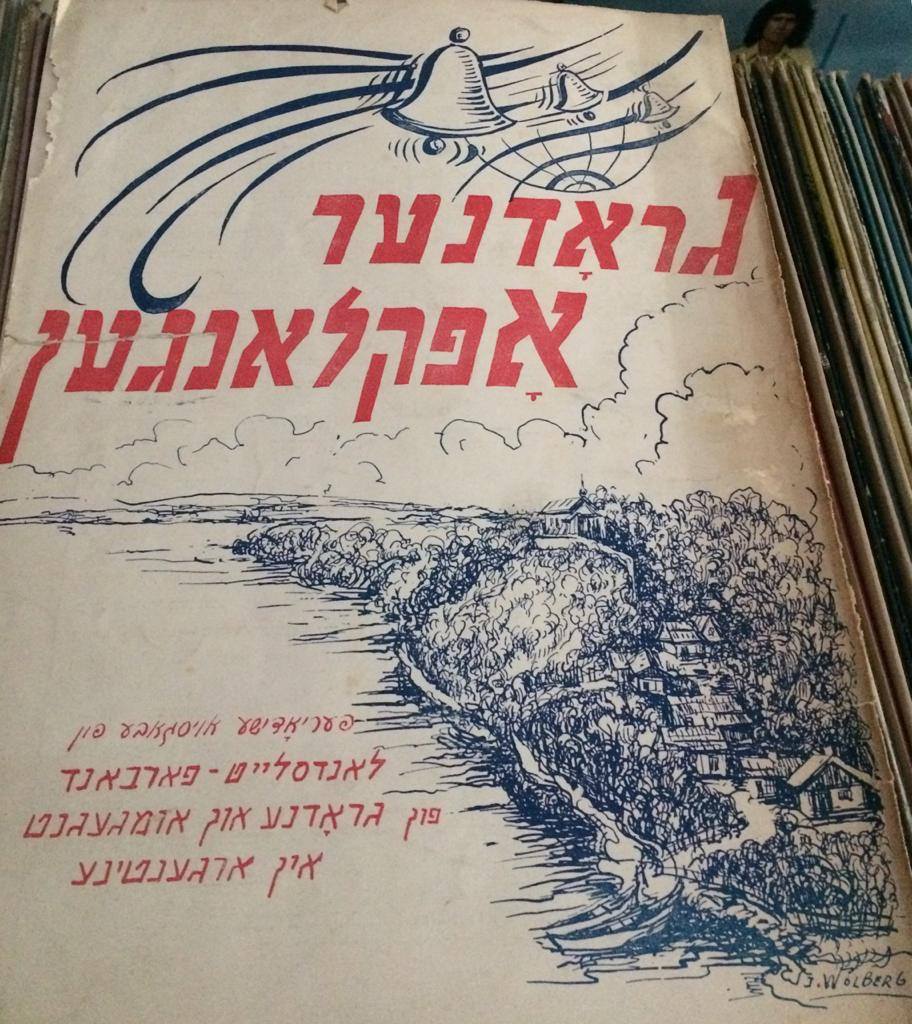 גראָדנער
אָפּקלאַנגען
פּעריאָדישע אויסגאַבע פון
לאַנדסלייט-פאַרבאַנד
פון גראָדנע און אומגעגנט
אין אַרגענטינע
J. WOLBERG